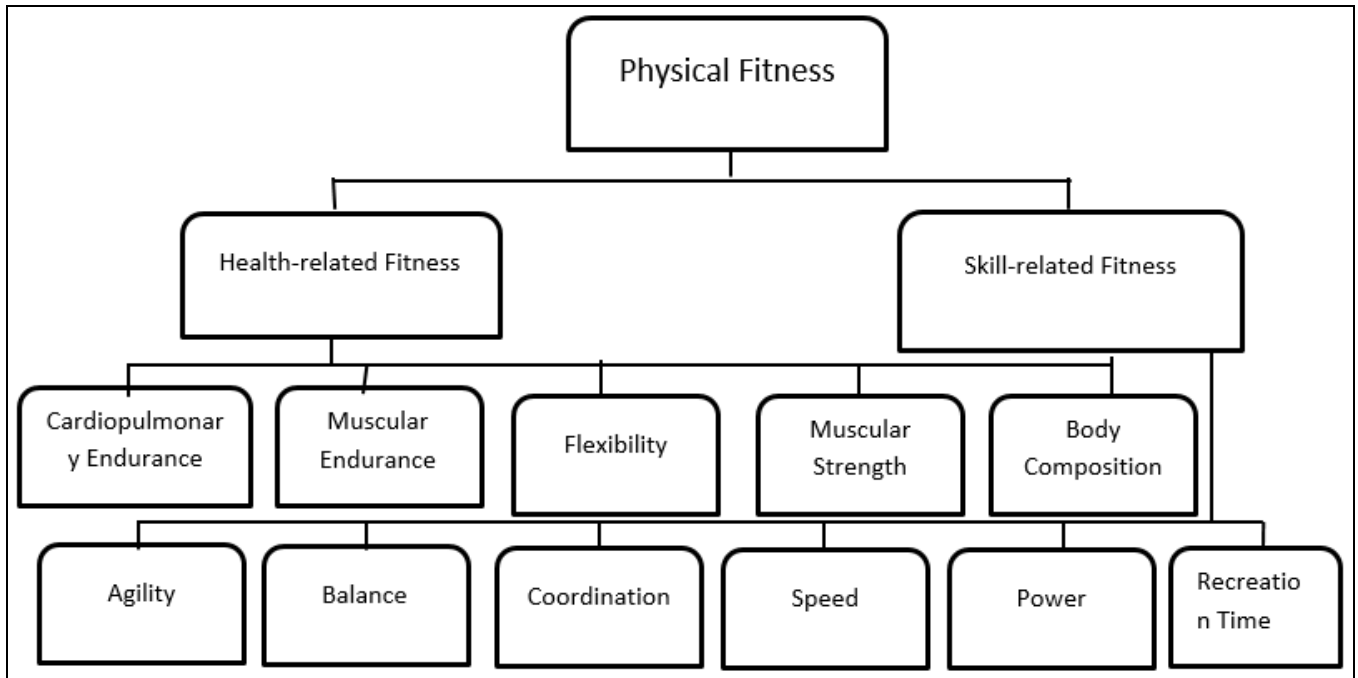 Physical Fitness
Health-related Fitness
Skill-related Fitness
Cardiopulmonar
y Endurance
Muscular
Endurance
Flexibility
Muscular
Strength
Body
Composition
Agility
Balance
Coordination
Speed
Power
Recreatio
n Time